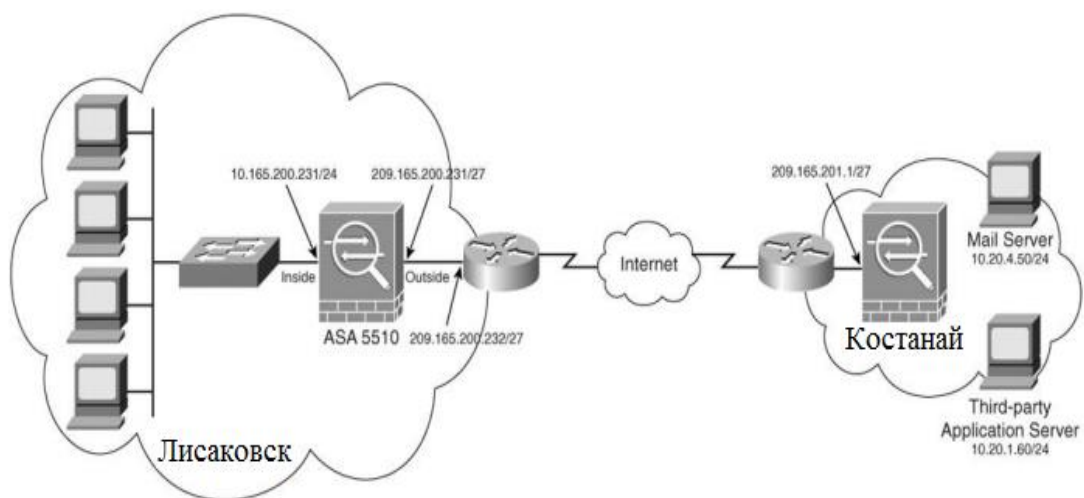 10.165.200.231/24
209.165.200.231/27
209.165.201.1/27
Inside
Outside
Internet
Mail Server
10.20.4.50/24
ASA 5510
209.165.200.232/27
Костанай
Third-party
Application Server
10.20.1.60/24
Лисаковск